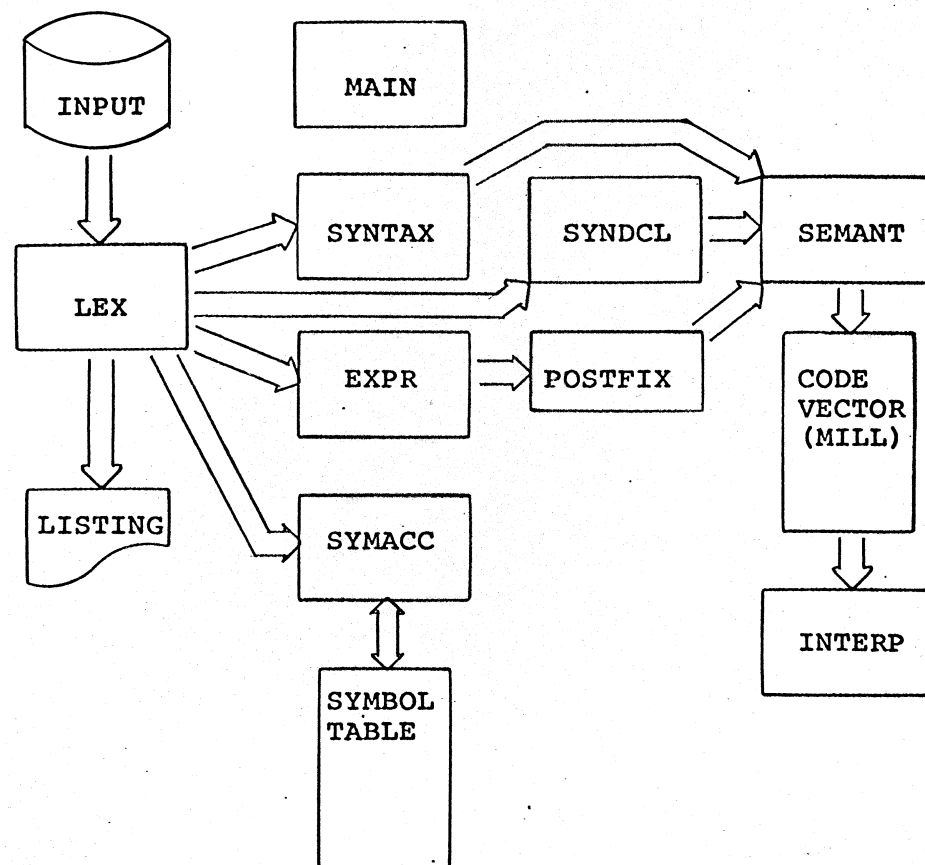 INPUT
MAIN
SYNTAX
SYNDCL
SEMANT
LEX
EXPR
POSTFIX
CODE
VECTOR
(MILL)
LISTING
SYMACC
INTERP
SYMBOL
TABLE